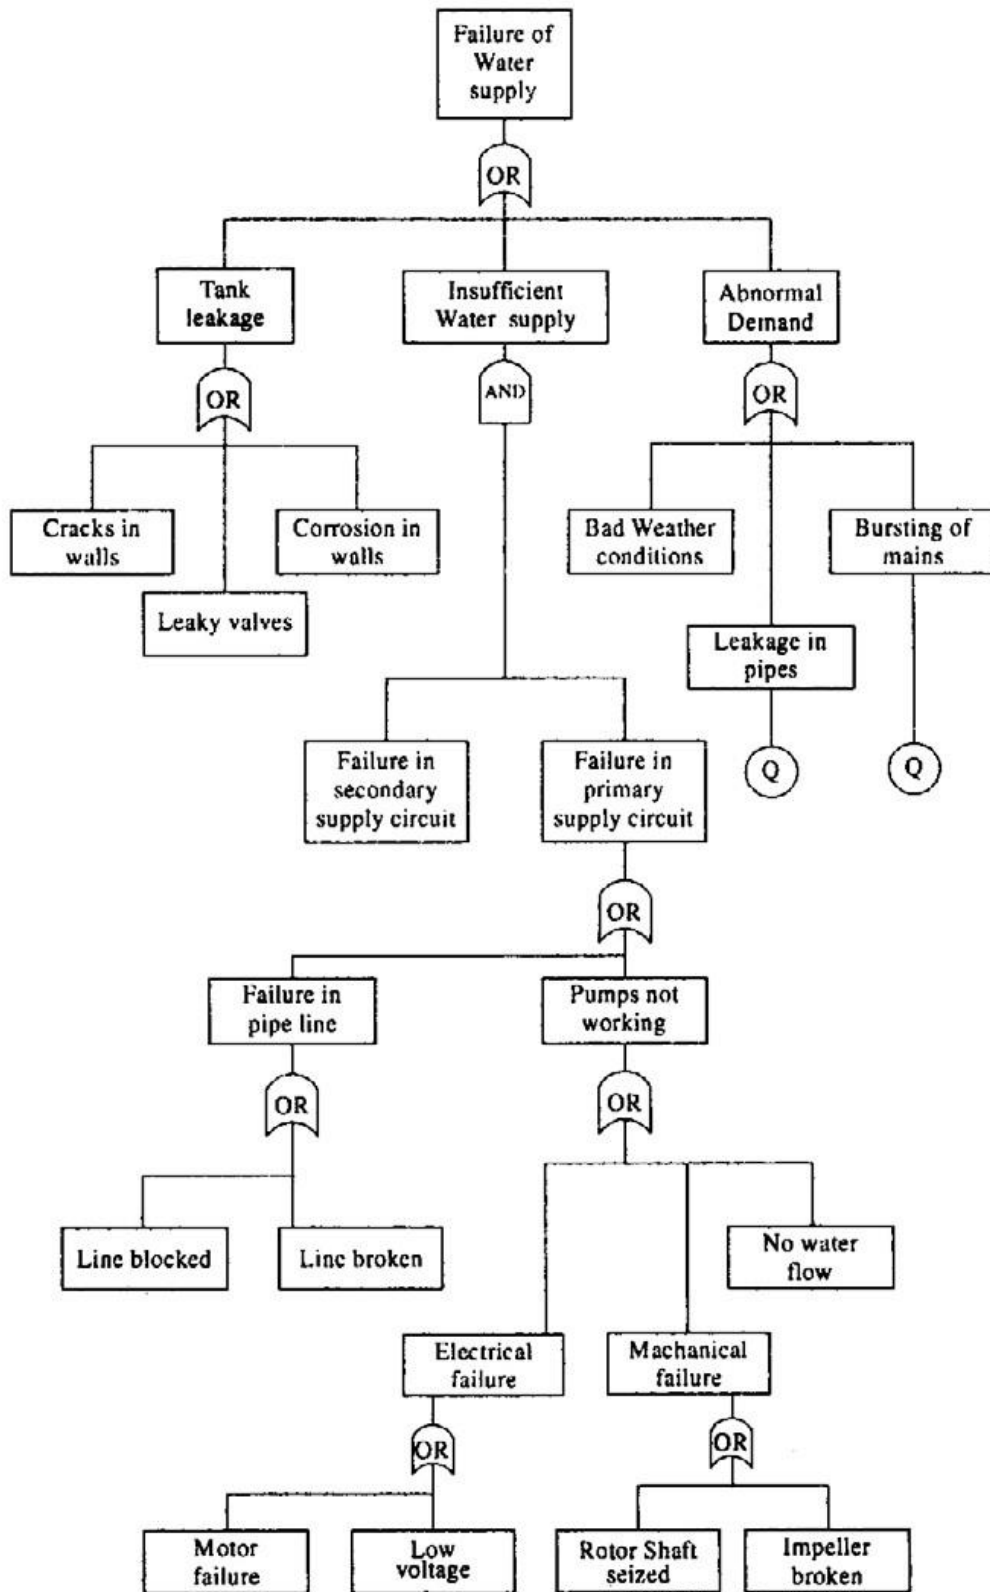 Failure of
Water
supply
OR
Tank
leakage
Insufficient
Water supply
Abnormal
Demand
OR
AND
OR
Cracks in
walls
Corrosion in
walls
Leaky valves
Bad Weather
conditions
Bursting of
mains
Leakage in
pipes
Q
Q
Failure in
secondary
supply circuit
Failure in
primary
supply circuit
OR
Failure in
pipe line
Pumps not
working
OR
OR
Line blocked
Line broken
No water
flow
Electrical
failure
Machanical
failure
OR
OR
Motor
failure
Low
voltage
Rotor Shaft
seized
Impeller
broken